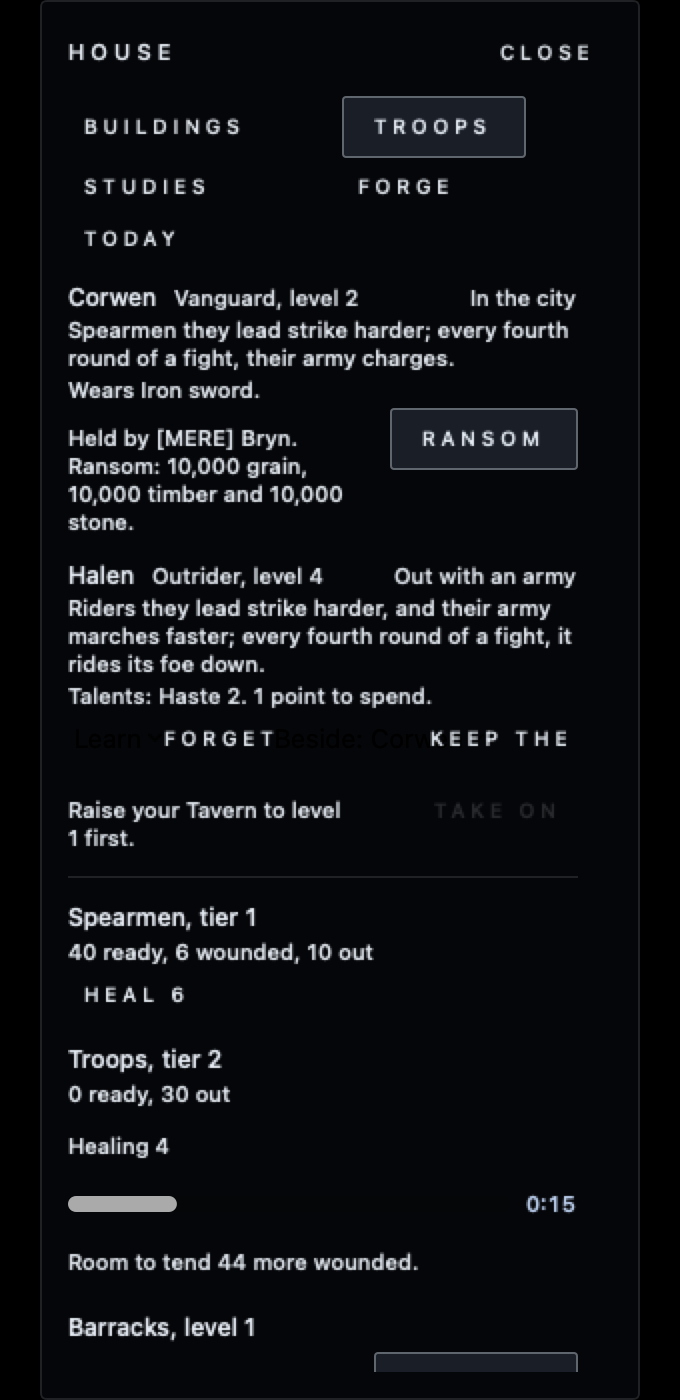 HOUSE CLOSE
BUILDINGS TROOPS
STUDIES FORGE
TODAY
Corwen Vanguard, level 2 In the city
Spearmen they lead strike harder; every fourth
round of a fight, their army charges.
Wears Iron sword.
Held by [MERE] Bryn. RANSOM
Ransom: 10,000 grain,
10,000 timber and 10,000
stone.
Halen Outrider, level 4 Out with an army
Riders they lead strike harder, and their army
marches faster; every fourth round of a fight, it
rides its foe down.
Talents: Haste 2. 1 point to spend.
Learn FORGET Beside: KEEP THE
Raise your Tavern to level TAKE ON
1 first.
Spearmen, tier 1
40 ready, 6 wounded, 10 out
HEAL 6
Troops, tier 2
0 ready, 30 out
Healing 4
0:15
Room to tend 44 more wounded.
Barracks, level 1